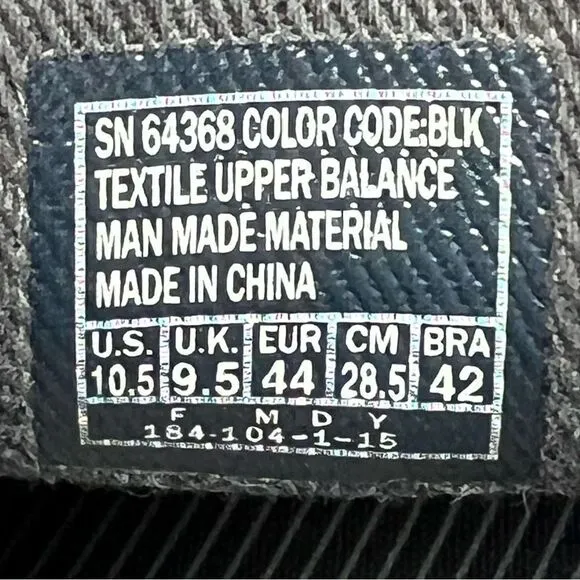 SN 64368 COLOR CODE:BLK
TEXTILE UPPER BALANCE
MAN MADE MATERIAL
MADE IN CHINA
U.S. U.K. EUR CM BRA
10.5 9.5 44 28.5 42
F M D Y
184-104-1-15